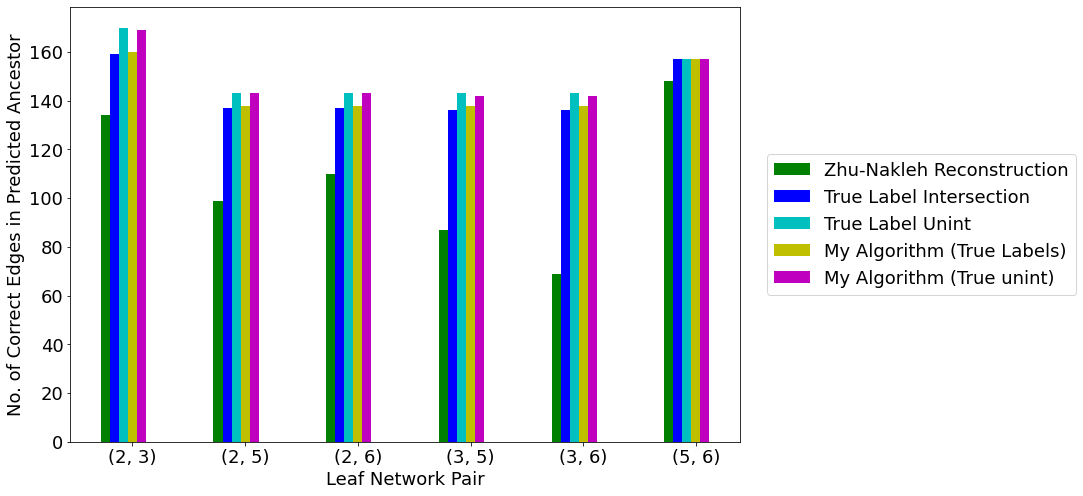 No. of Correct Edges in Predicted Ancestor
160
140
120
100
80
60
40
20
0
(2, 3) (2, 5) (2, 6) (3, 5) (3, 6) (5, 6)
Leaf Network Pair
Zhu-Nakleh Reconstruction
True Label Intersection
True Label Unint
My Algorithm (True Labels)
My Algorithm (True unint)